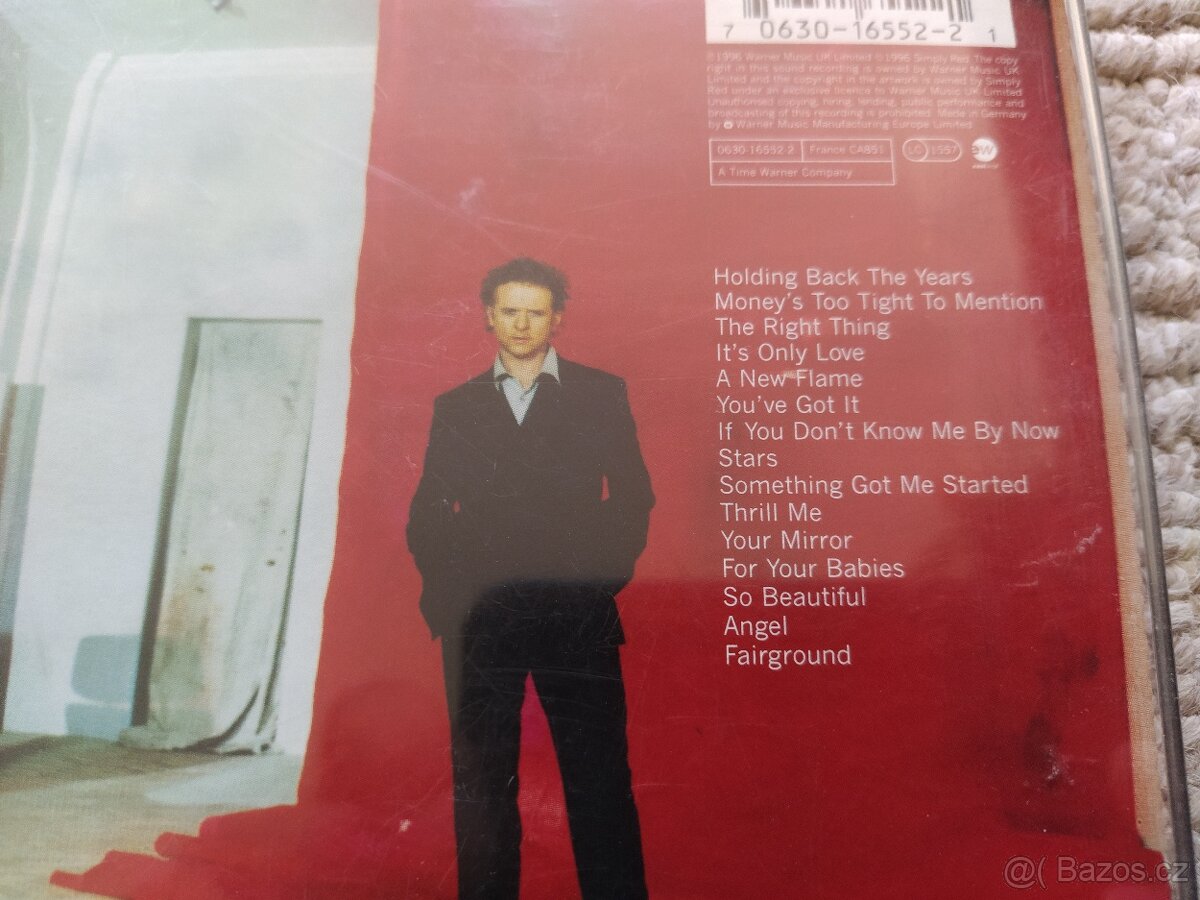 7 0630-16552-2 1
℗1996 Warner Music UK Limited ©1996 Simply Red. The copy
right in this sound recording is owned by Warner Music UK
Limited and the copyright in the artwork is owned by Simply
Red under an exclusive licence to Warner Music UK Limited
Unauthorised copying, hiring, lending, public performance and
broadcasting of this recording is prohibited. Made in Germany
by Warner Music Manufacturing Europe Limited
0630-16552-2 France CA851 LC 1557 ew
A Time Warner Company
Holding Back The Years
Money's Too Tight To Mention
The Right Thing
It's Only Love
A New Flame
You've Got It
If You Don't Know Me By Now
Stars
Something Got Me Started
Thrill Me
Your Mirror
For Your Babies
So Beautiful
Angel
Fairground
@( Bazos.cz